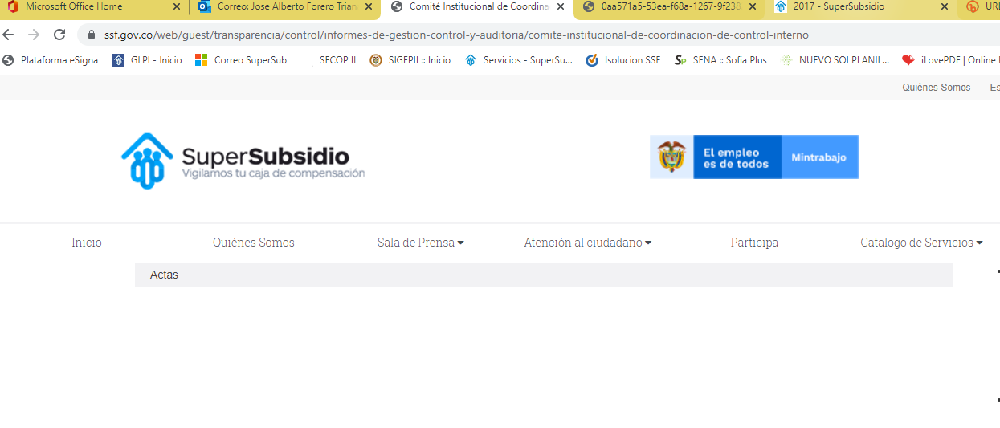 Microsoft Office Home
Correo: Jose Alberto Forero Trian
Comité Institucional de Coordina
0aa571a5-53ea-f68a-1267-9f238
2017 - SuperSubsidio
URL
ssf.gov.co/web/guest/transparencia/control/informes-de-gestion-control-y-auditoria/comite-institucional-de-coordinacion-de-control-interno
Plataforma eSigna
GLPI - Inicio
Correo SuperSub
SECOP II
SIGEPII :: Inicio
Servicios - SuperSu...
Isolucion SSF
SENA :: Sofia Plus
NUEVO SOI PLANIL...
iLovePDF | Online
Quiénes Somos
Es
SuperSubsidio
Vigilamos tu caja de compensación
El empleo
es de todos
Mintrabajo
Inicio
Quiénes Somos
Sala de Prensa
Atención al ciudadano
Participa
Catalogo de Servicios
Actas